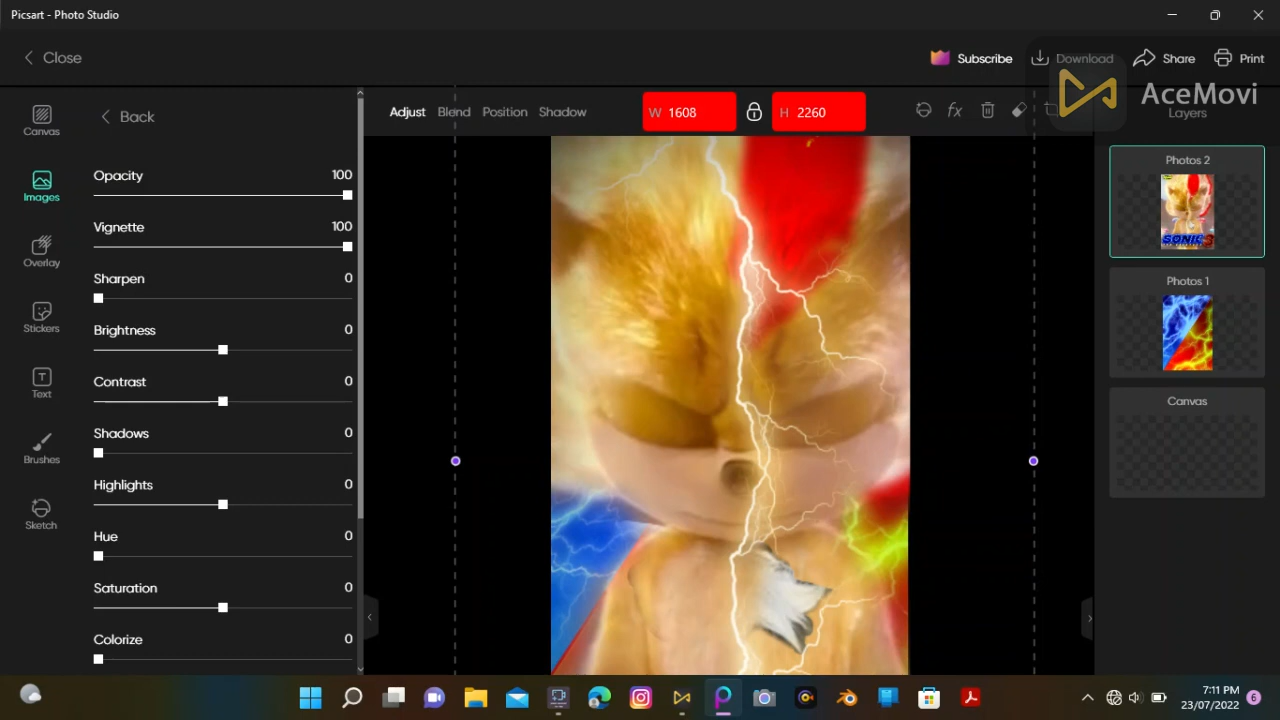 Picsart - Photo Studio
Close
Subscribe
Download
Share
Print
AceMovi
Canvas
Images
Overlay
Stickers
Text
Brushes
Sketch
Back
Opacity 100
Vignette 100
Sharpen 0
Brightness 0
Contrast 0
Shadows 0
Highlights 0
Hue 0
Saturation 0
Colorize 0
Adjust Blend Position Shadow
W 1608
H 2260
fx
Layers
Photos 2
SONIC 3
Photos 1
Canvas
7:11 PM
23/07/2022
6